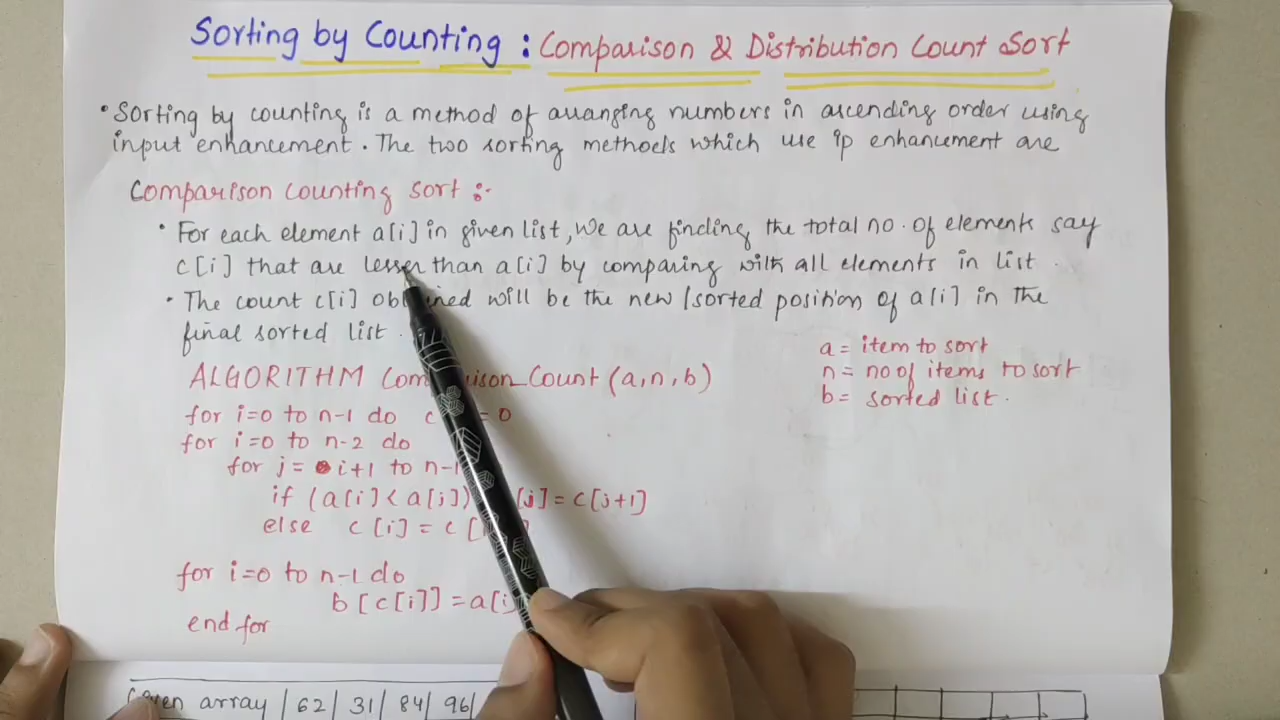 Sorting by Counting : Comparison & Distribution Count Sort
• Sorting by counting is a method of arranging numbers in ascending order using
input enhancement. The two sorting methods which use ip enhancement are
Comparison Counting sort :-
• For each element a[i] in given list, we are finding the total no. of elements say
c[i] that are lesser than a[i] by comparing with all elements in list.
• The count c[i] obtained will be the new/sorted position of a[i] in the
final sorted list.
a = item to sort
n = no of items to sort
b = sorted list.
ALGORITHM Comparison_Count (a, n, b)
for i=0 to n-1 do c = 0
for i=0 to n-2 do
for j = i+1 to n-1
if (a[i] < a[j]) [j] = c[j+1]
else c[i] = c[
for i=0 to n-1 do
b[c[i]] = a[i]
end for
Given array | 62 | 31 | 84 | 96 |